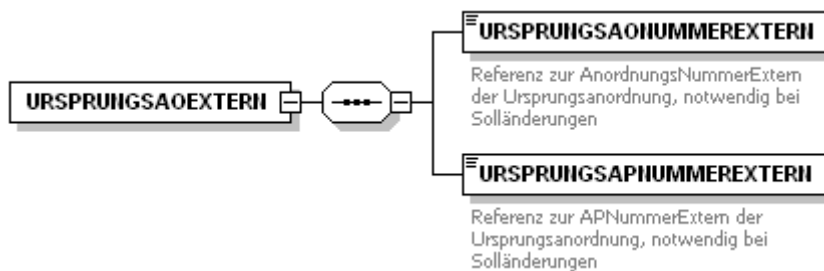 URSPRUNGSAONUMMEREXTERN
Referenz zur AnordnungsNummerExtern
der Ursprungsanordnung, notwendig bei
Solländerungen
URSPRUNGSAOEXTERN
URSPRUNGSAPNUMMEREXTERN
Referenz zur APNummerExtern der
Ursprungsanordnung, notwendig bei
Solländerungen